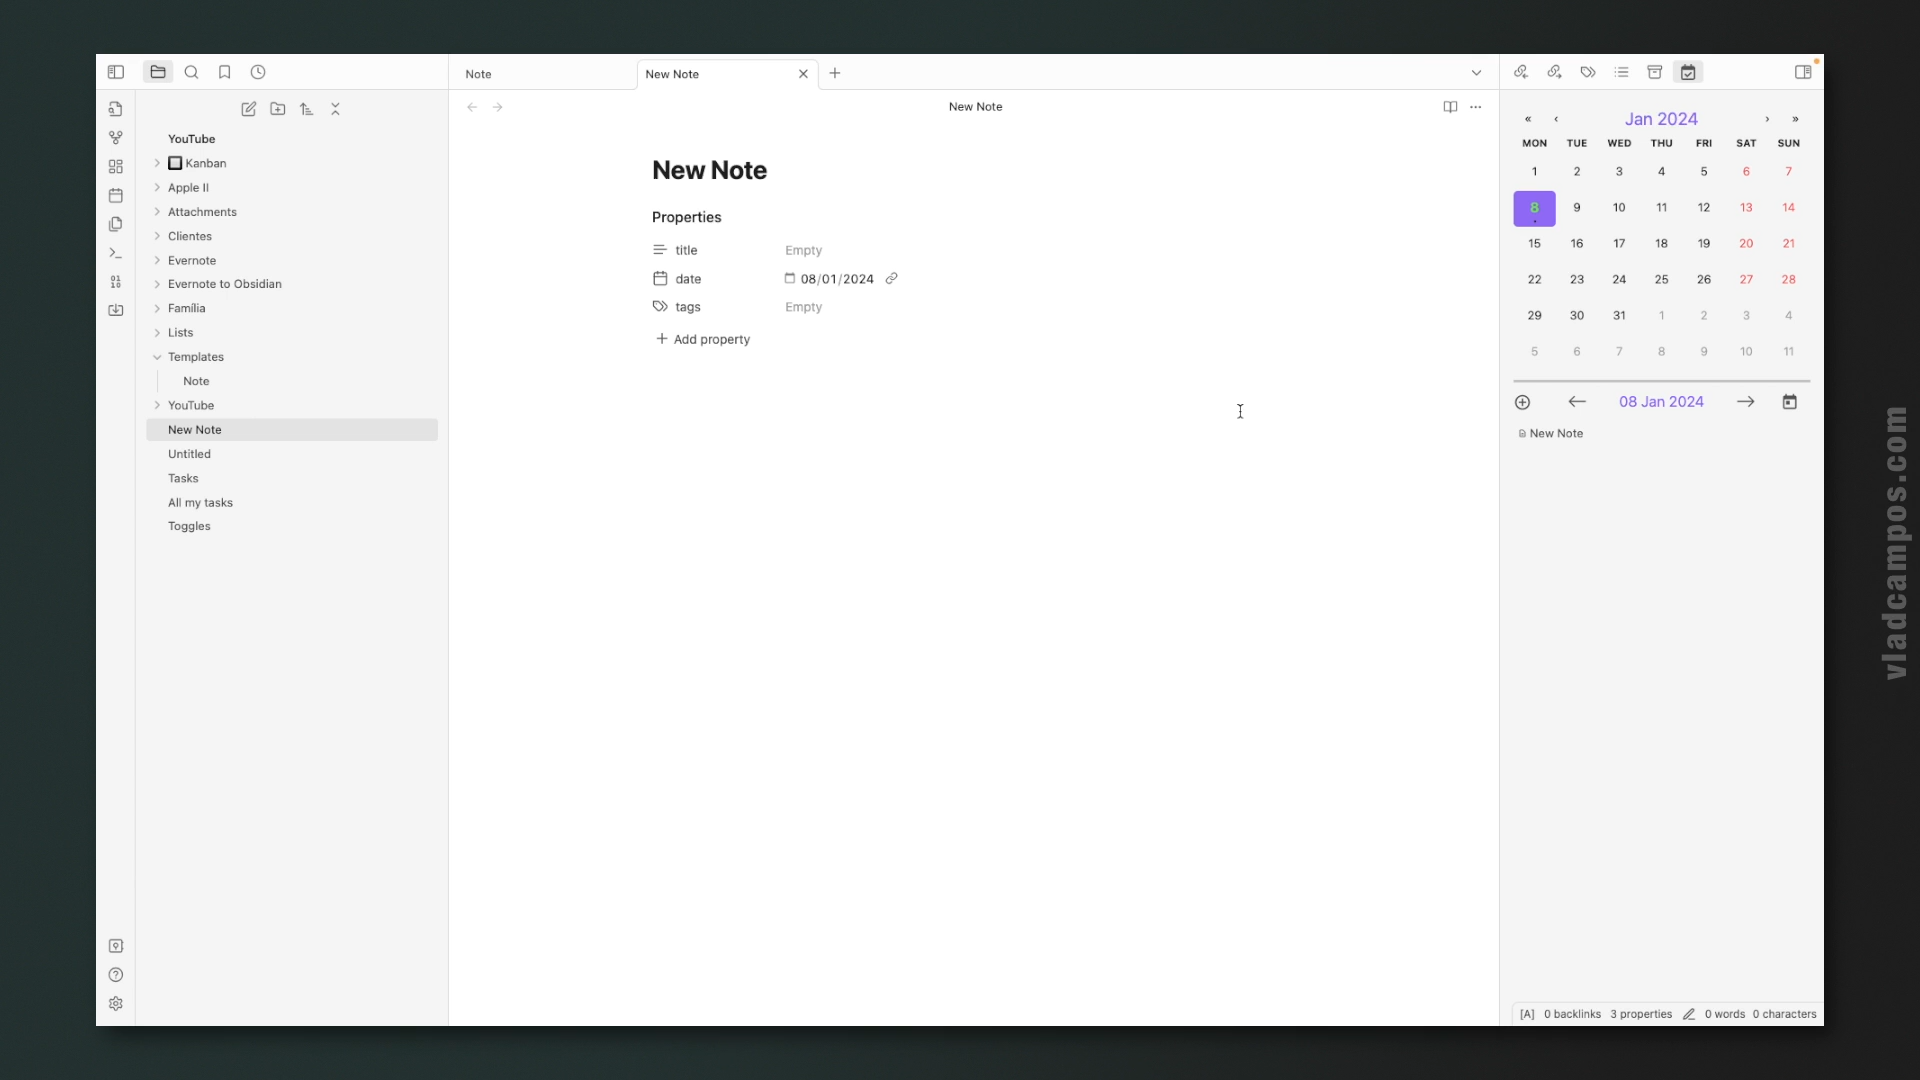 Note
New Note
New Note
YouTube
Kanban
Apple II
Attachments
Clientes
Evernote
Evernote to Obsidian
Família
Lists
Templates
Note
YouTube
New Note
Untitled
Tasks
All my tasks
Toggles
New Note
Properties
title Empty
date 08/01/2024
tags Empty
+ Add property
« ‹ Jan 2024 › »
MON TUE WED THU FRI SAT SUN
1 2 3 4 5 6 7
8 9 10 11 12 13 14
15 16 17 18 19 20 21
22 23 24 25 26 27 28
29 30 31 1 2 3 4
5 6 7 8 9 10 11
08 Jan 2024
New Note
[A] 0 backlinks 3 properties 0 words 0 characters
vladcampos.com